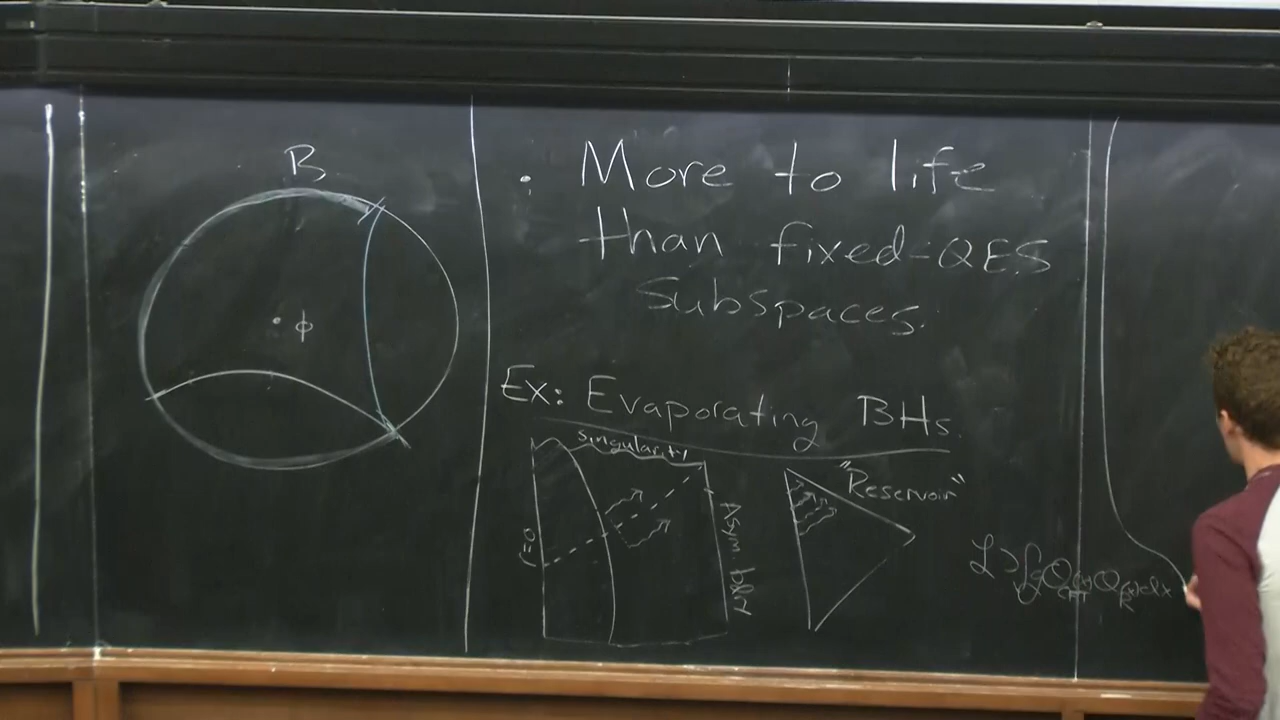 B
φ
. More to life
than fixed-QES
subspaces.
Ex: Evaporating BHs.
singularity
r=0
Asym. bdry
"Reservoir"